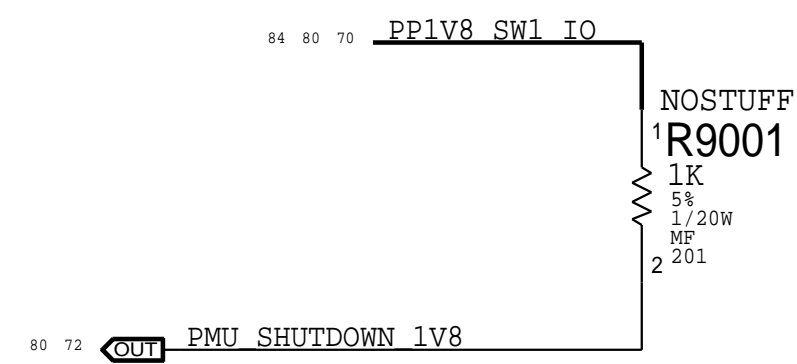 84 80 70 PP1V8_SW1_IO
NOSTUFF
1 R9001
1K
5%
1/20W
MF
2 201
80 72 OUT PMU_SHUTDOWN_1V8